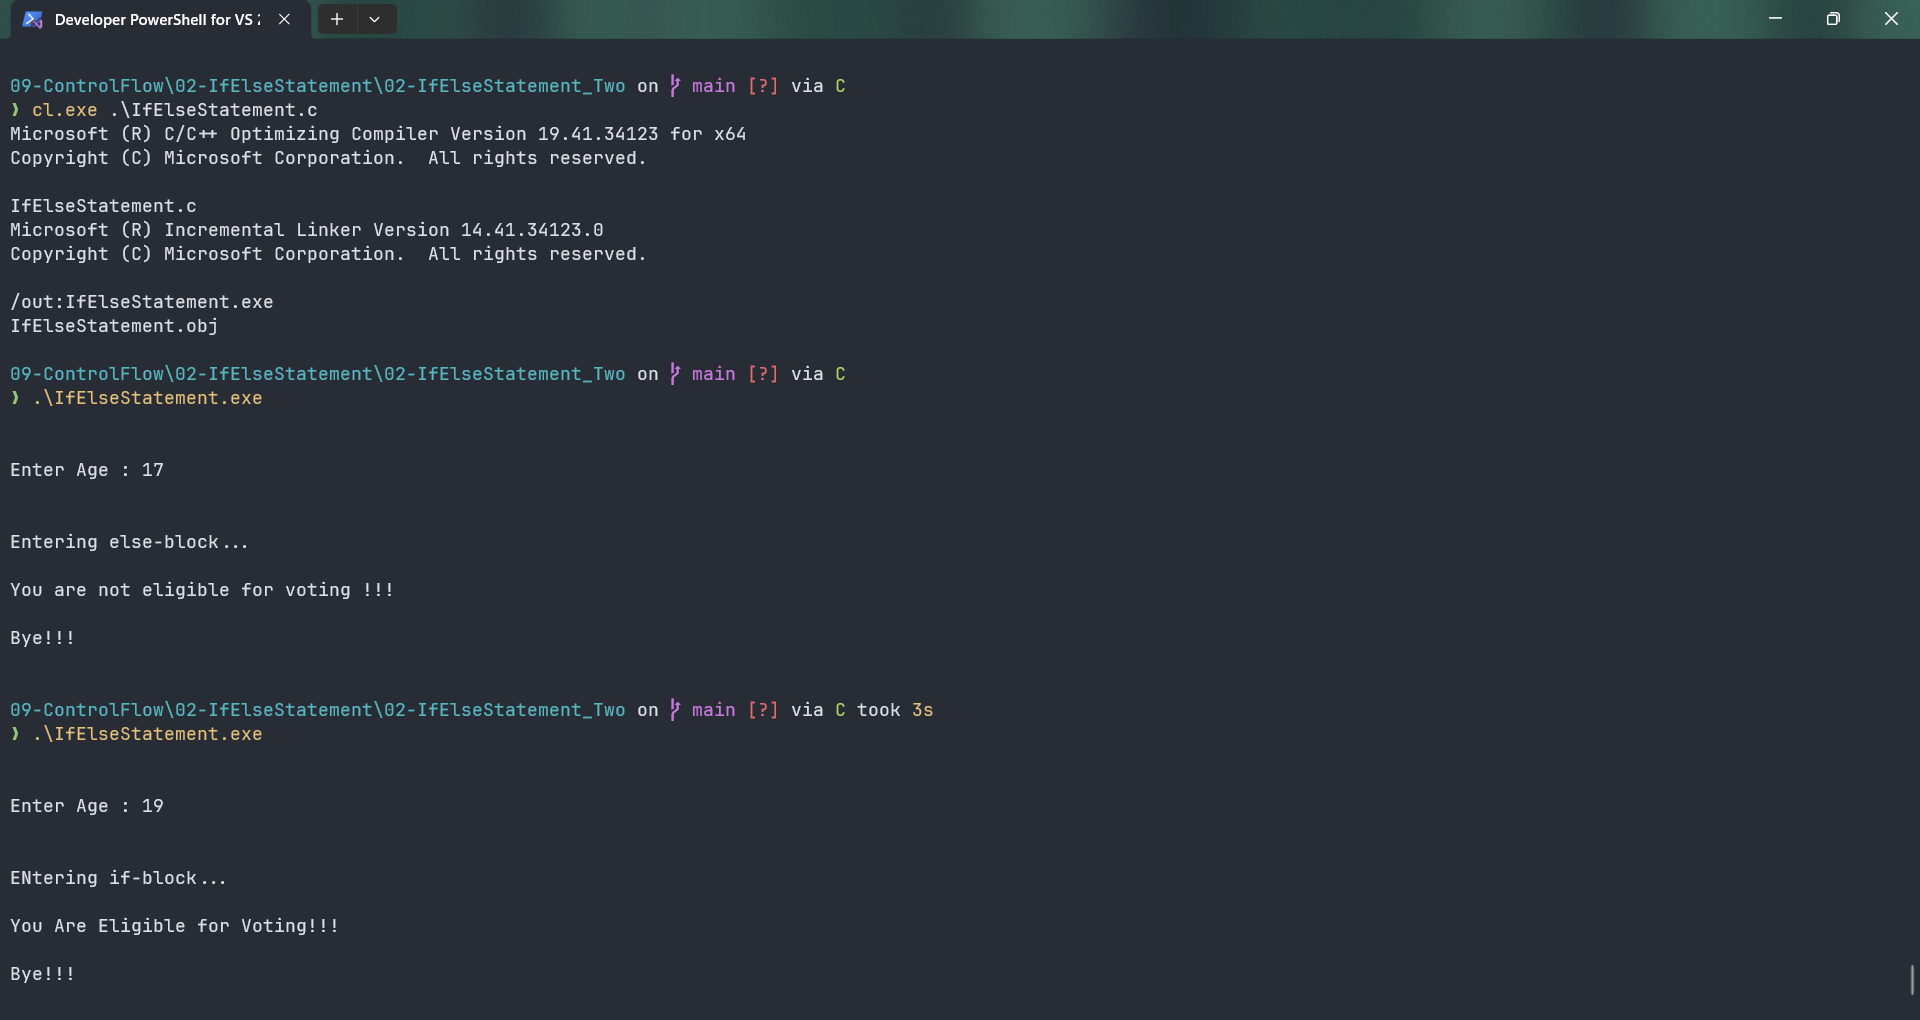 Developer PowerShell for VS 2
09-ControlFlow\02-IfElseStatement\02-IfElseStatement_Two on main [?] via C
❯ cl.exe .\IfElseStatement.c
Microsoft (R) C/C++ Optimizing Compiler Version 19.41.34123 for x64
Copyright (C) Microsoft Corporation.  All rights reserved.
IfElseStatement.c
Microsoft (R) Incremental Linker Version 14.41.34123.0
Copyright (C) Microsoft Corporation.  All rights reserved.
/out:IfElseStatement.exe
IfElseStatement.obj
09-ControlFlow\02-IfElseStatement\02-IfElseStatement_Two on main [?] via C
❯ .\IfElseStatement.exe
Enter Age : 17
Entering else-block...
You are not eligible for voting !!!
Bye!!!
09-ControlFlow\02-IfElseStatement\02-IfElseStatement_Two on main [?] via C took 3s
❯ .\IfElseStatement.exe
Enter Age : 19
ENtering if-block...
You Are Eligible for Voting!!!
Bye!!!